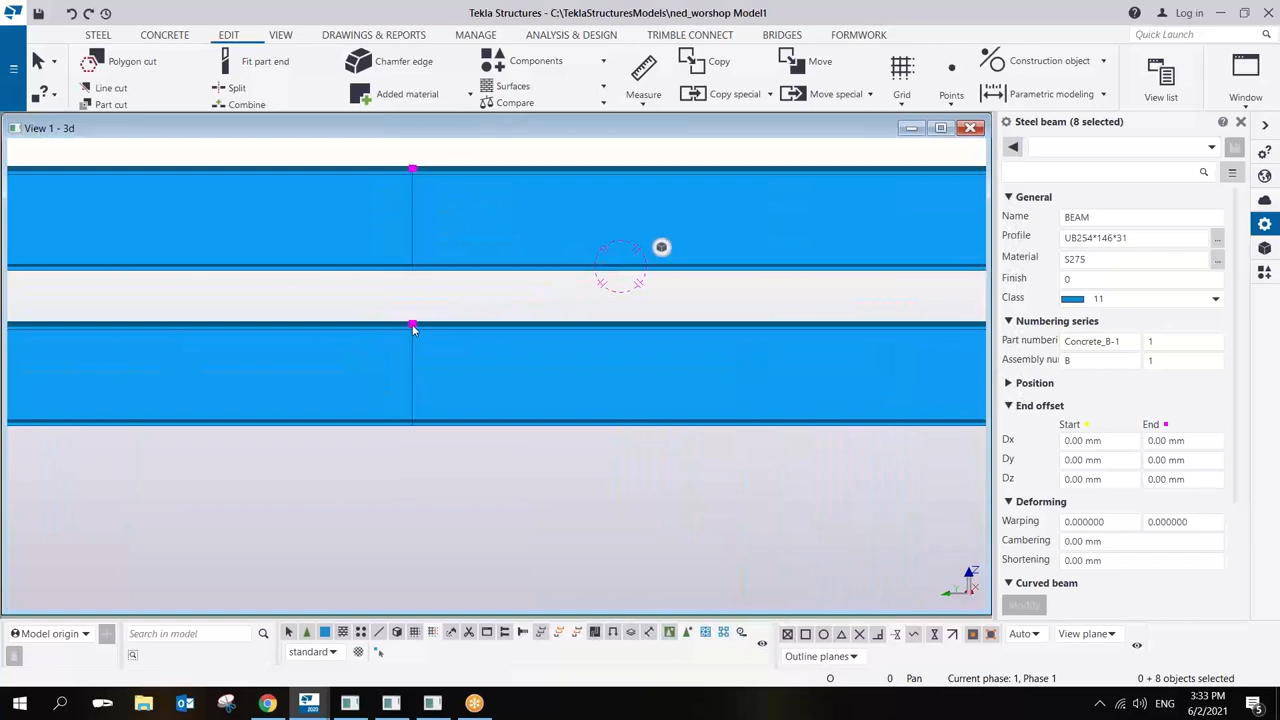 Tekla Structures - C:\TeklaStructuresModels\ned_workshop Model1
Log in
STEEL CONCRETE EDIT VIEW DRAWINGS & REPORTS MANAGE ANALYSIS & DESIGN TRIMBLE CONNECT BRIDGES FORMWORK Quick Launch
Polygon cut Fit part end Chamfer edge Components Copy Move Construction object
Surfaces
Line cut Split Added material Measure Copy special Move special Grid Points Parametric modeling View list Window
Part cut Combine Compare
View 1 - 3d
Steel beam (8 selected)
General
Name BEAM
Profile UB254*146*31 ...
Material S275 ...
Finish 0
Class 11
Numbering series
Part numberi Concrete_B-1 1
Assembly nu B 1
Position
End offset
Start End
Dx 0.00 mm 0.00 mm
Dy 0.00 mm 0.00 mm
Dz 0.00 mm 0.00 mm
Deforming
Warping 0.000000 0.000000
Cambering 0.00 mm
Shortening 0.00 mm
Curved beam
Modify
Z
Model origin Search in model Auto View plane
standard Outline planes
O 0 Pan Current phase: 1, Phase 1 0 + 8 objects selected
2020
ENG
3:33 PM
6/2/2021
5